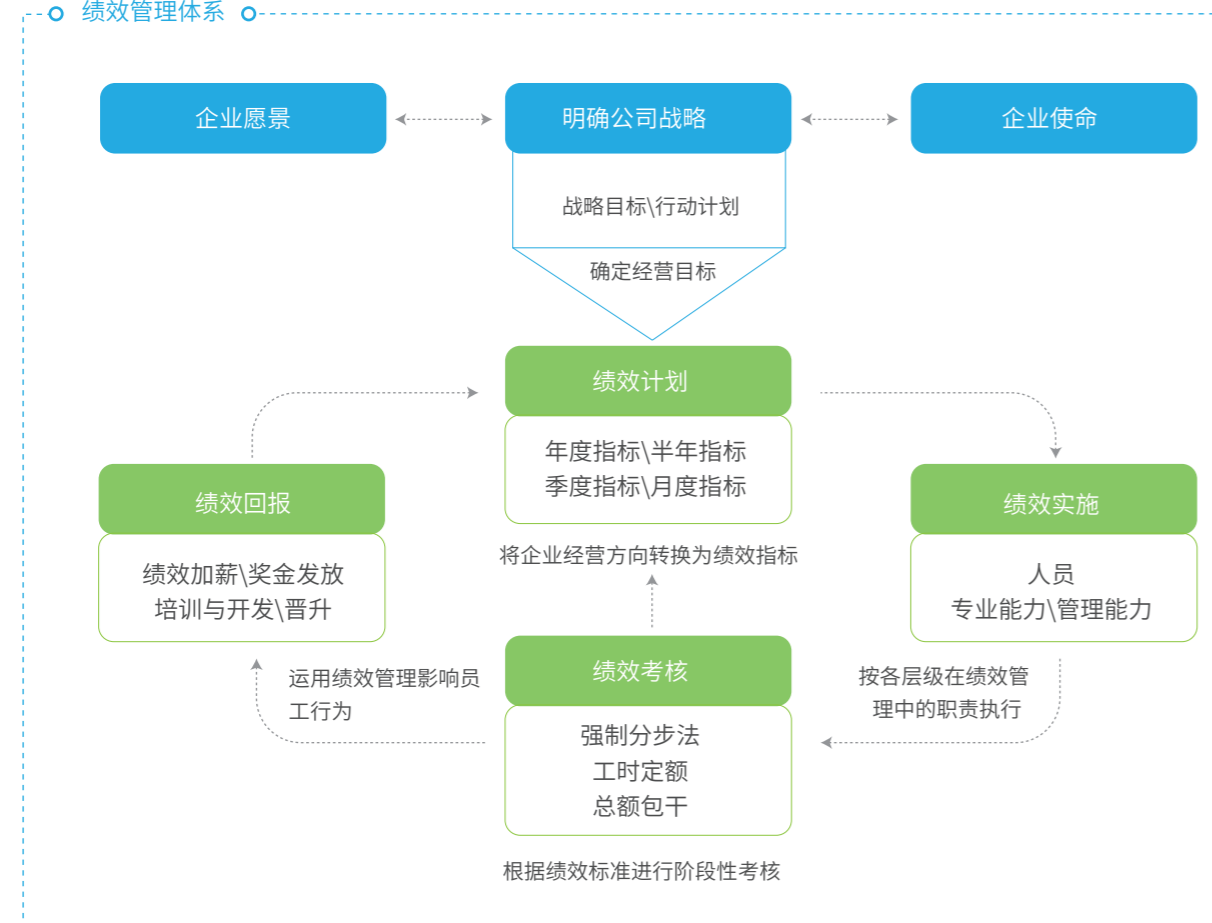 绩效管理体系
企业愿景
明确公司战略
企业使命
战略目标\行动计划
确定经营目标
绩效计划
年度指标\半年指标
季度指标\月度指标
将企业经营方向转换为绩效指标
绩效回报
绩效加薪\奖金发放
培训与开发\晋升
绩效实施
人员
专业能力\管理能力
运用绩效管理影响员
工行为
绩效考核
强制分步法
工时定额
总额包干
按各层级在绩效管
理中的职责执行
根据绩效标准进行阶段性考核